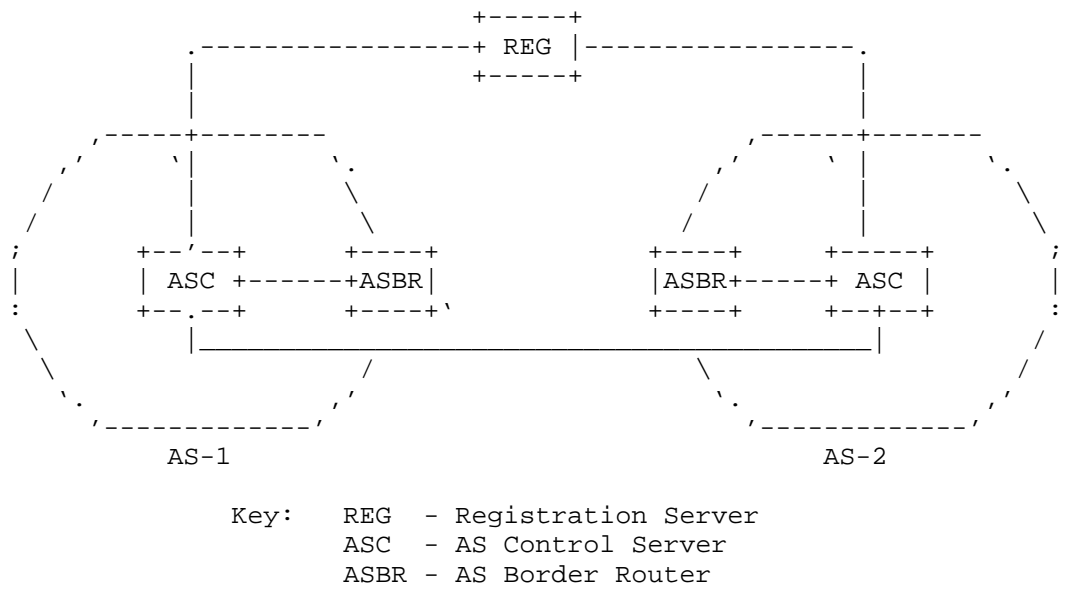 REG
ASC ASBR ASBR ASC
AS-1 AS-2
Key: REG - Registration Server
ASC - AS Control Server
ASBR - AS Border Router